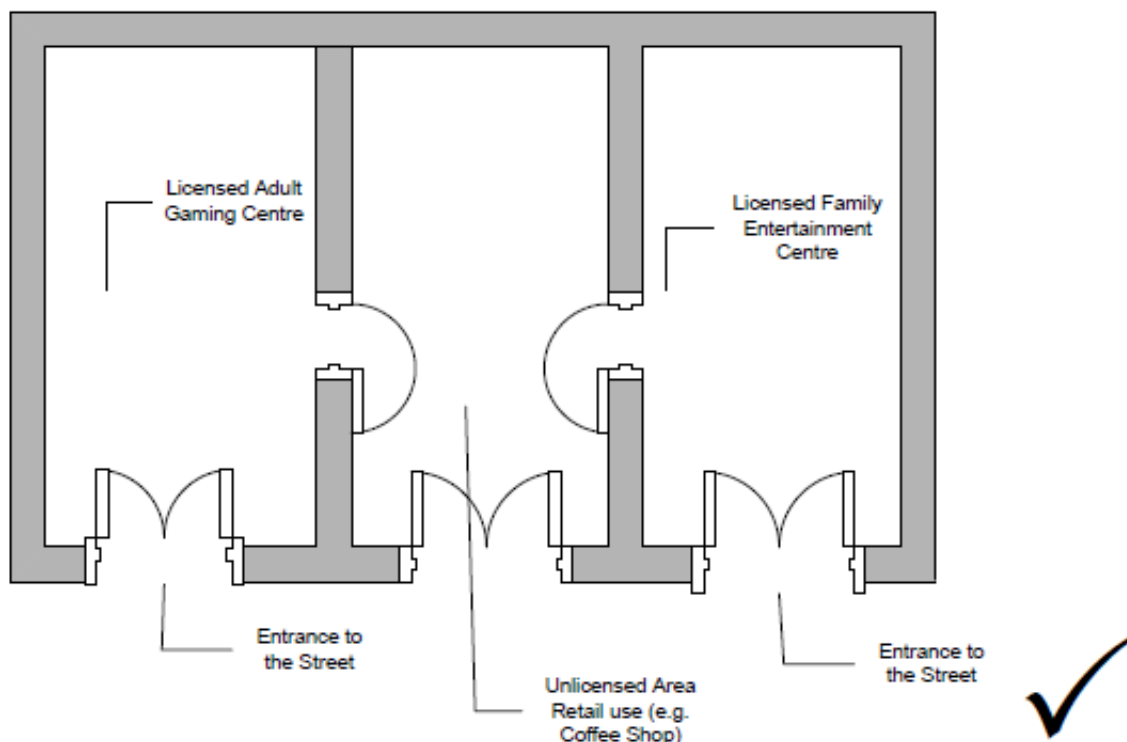 Licensed Adult
Gaming Centre
Licensed Family
Entertainment
Centre
Entrance to
the Street
Unlicensed Area
Retail use (e.g.
Coffee Shop)
Entrance to
the Street